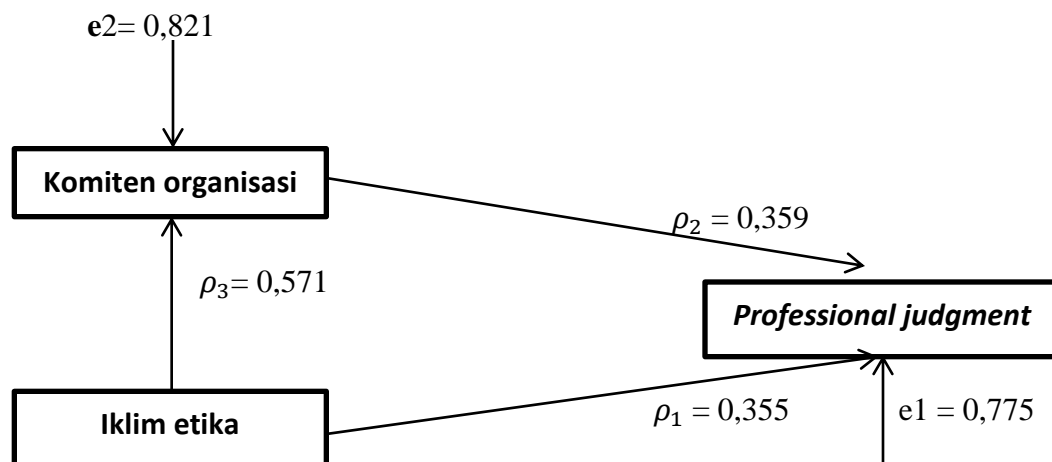 e2= 0,821
Komiten organisasi
ρ₂ = 0,359
ρ₃= 0,571
Professional judgment
Iklim etika
ρ₁ = 0,355
e1 = 0,775